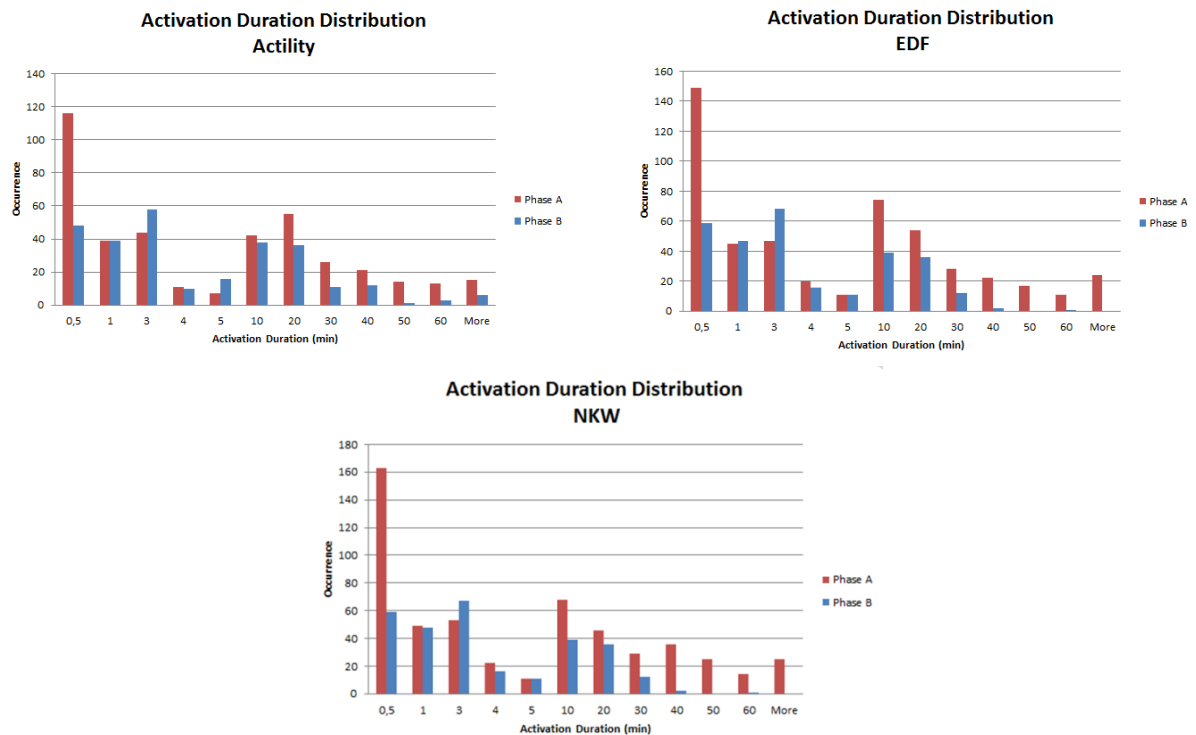 Activation Duration Distribution
Actility
140
120
100
80
60
40
20
0
Occurrence
0,5 1 3 4 5 10 20 30 40 50 60 More
Activation Duration (min)
Phase A
Phase B
Activation Duration Distribution
EDF
160
140
120
100
80
60
40
20
0
Occurrence
0,5 1 3 4 5 10 20 30 40 50 60 More
Activation Duration (min)
Phase A
Phase B
Activation Duration Distribution
NKW
180
160
140
120
100
80
60
40
20
0
Occurrence
0,5 1 3 4 5 10 20 30 40 50 60 More
Activation Duration (min)
Phase A
Phase B